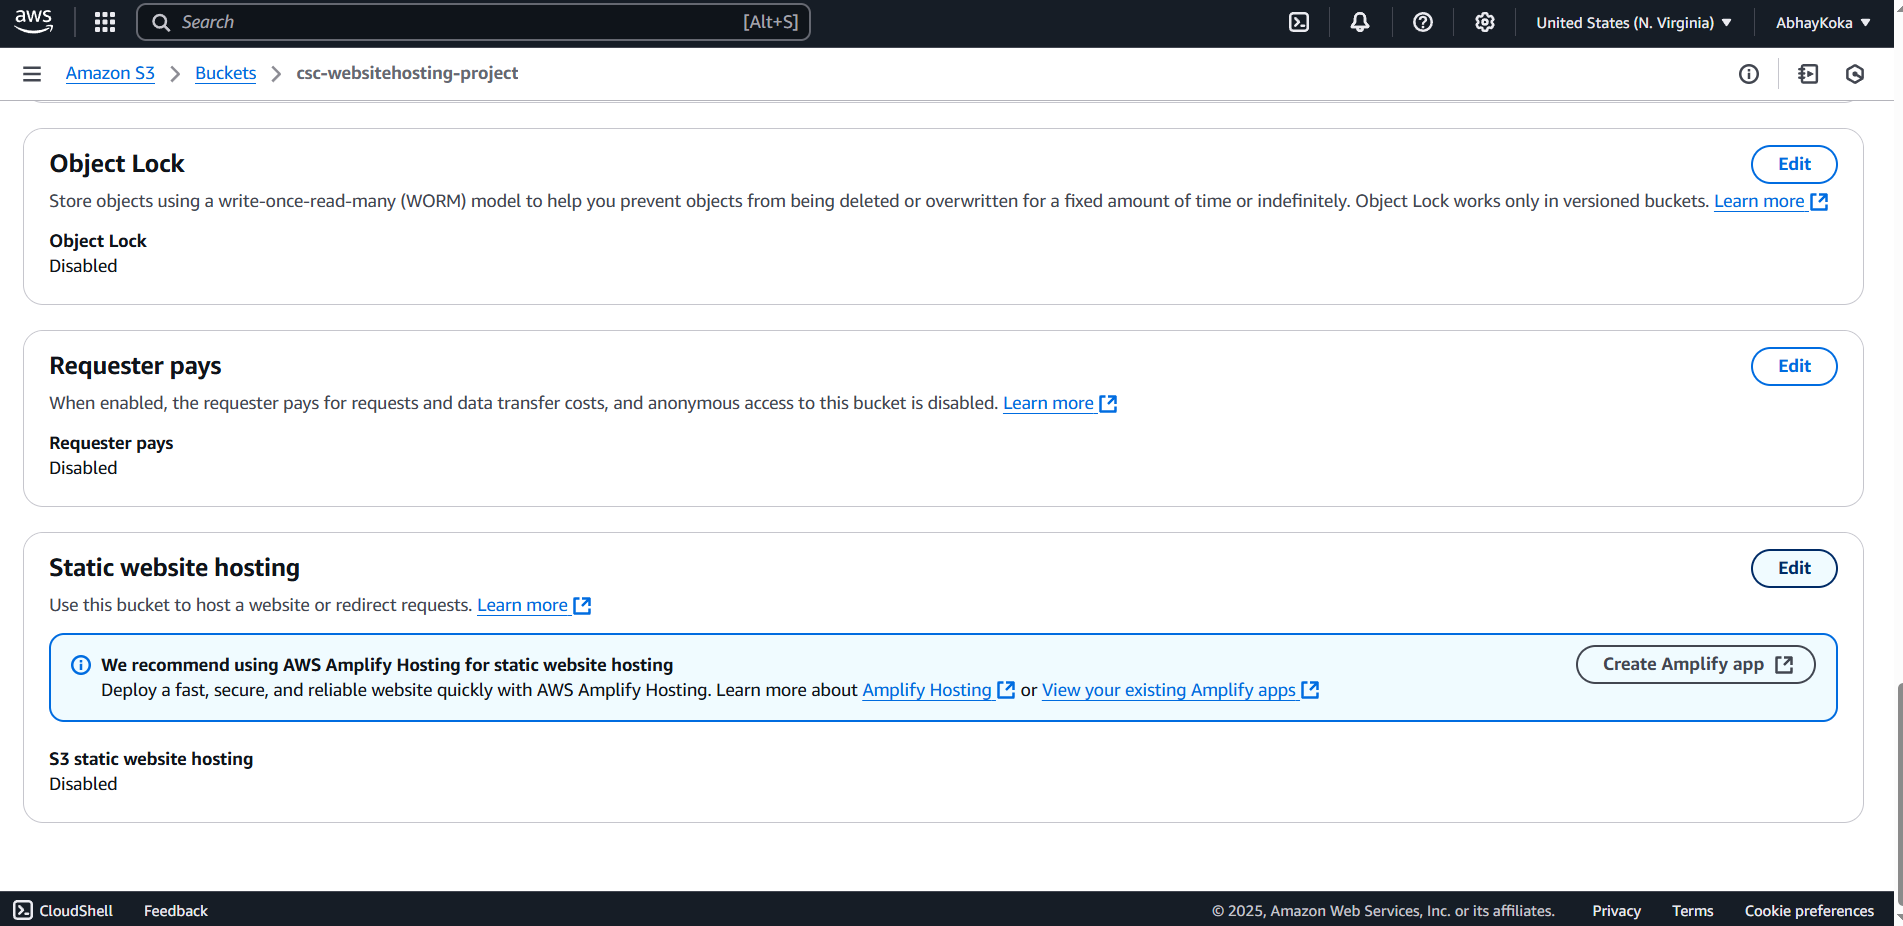 aws
Search [Alt+S]
United States (N. Virginia)
AbhayKoka
Amazon S3 > Buckets > csc-websitehosting-project
Object Lock
Edit
Store objects using a write-once-read-many (WORM) model to help you prevent objects from being deleted or overwritten for a fixed amount of time or indefinitely. Object Lock works only in versioned buckets. Learn more
Object Lock
Disabled
Requester pays
Edit
When enabled, the requester pays for requests and data transfer costs, and anonymous access to this bucket is disabled. Learn more
Requester pays
Disabled
Static website hosting
Edit
Use this bucket to host a website or redirect requests. Learn more
We recommend using AWS Amplify Hosting for static website hosting
Create Amplify app
Deploy a fast, secure, and reliable website quickly with AWS Amplify Hosting. Learn more about Amplify Hosting or View your existing Amplify apps
S3 static website hosting
Disabled
CloudShell Feedback
© 2025, Amazon Web Services, Inc. or its affiliates. Privacy Terms Cookie preferences